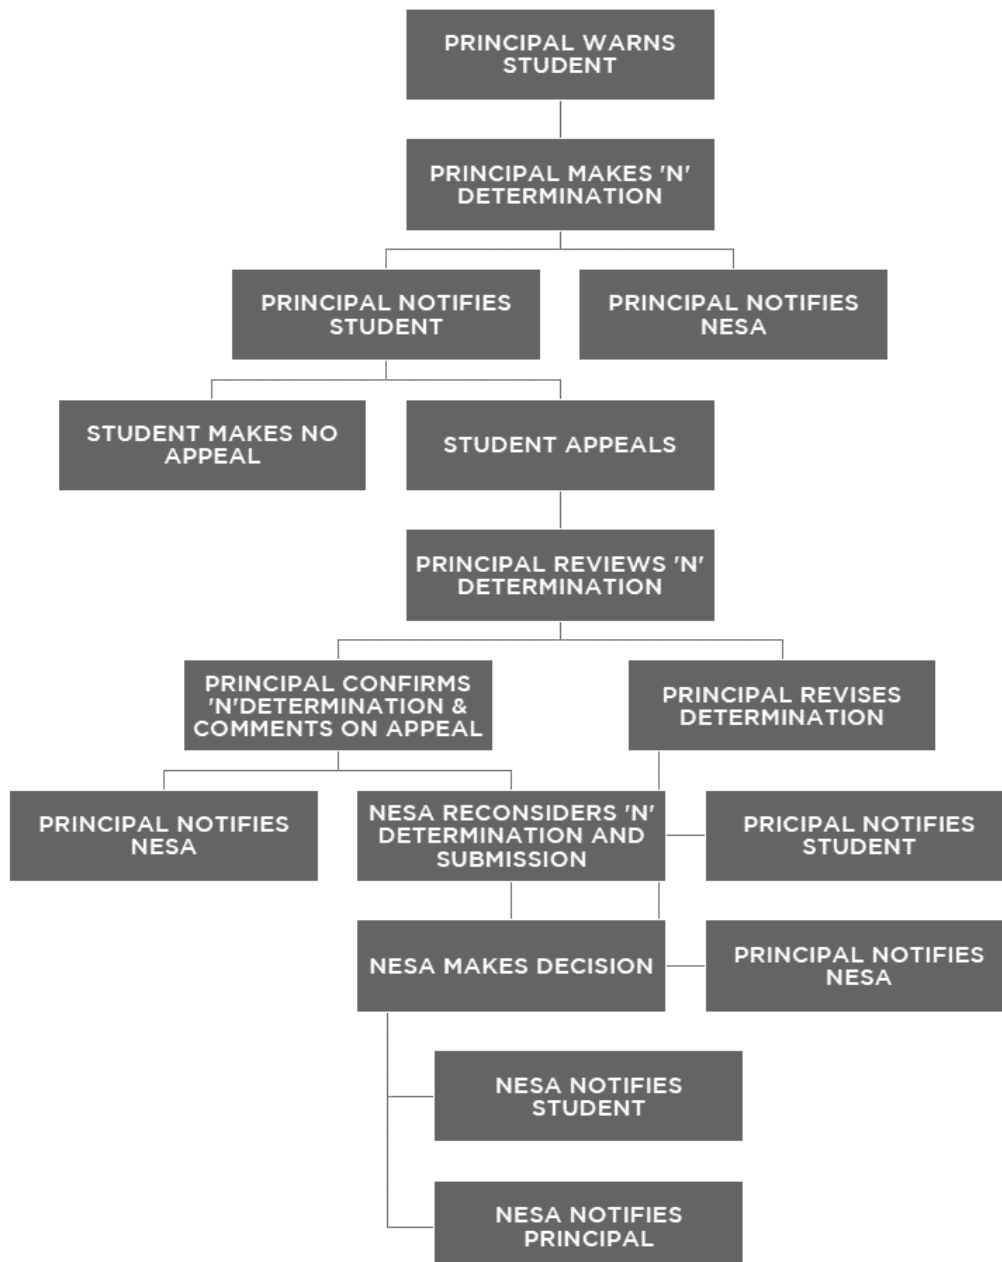 PRINCIPAL WARNS
STUDENT
PRINCIPAL MAKES 'N'
DETERMINATION
PRINCIPAL NOTIFIES
STUDENT
PRINCIPAL NOTIFIES
NESA
STUDENT MAKES NO
APPEAL
STUDENT APPEALS
PRINCIPAL REVIEWS 'N'
DETERMINATION
PRINCIPAL CONFIRMS
'N'DETERMINATION &
COMMENTS ON APPEAL
PRINCIPAL REVISES
DETERMINATION
PRINCIPAL NOTIFIES
NESA
NESA RECONSIDERS 'N'
DETERMINATION AND
SUBMISSION
PRICIPAL NOTIFIES
STUDENT
NESA MAKES DECISION
PRINCIPAL NOTIFIES
NESA
NESA NOTIFIES
STUDENT
NESA NOTIFIES
PRINCIPAL